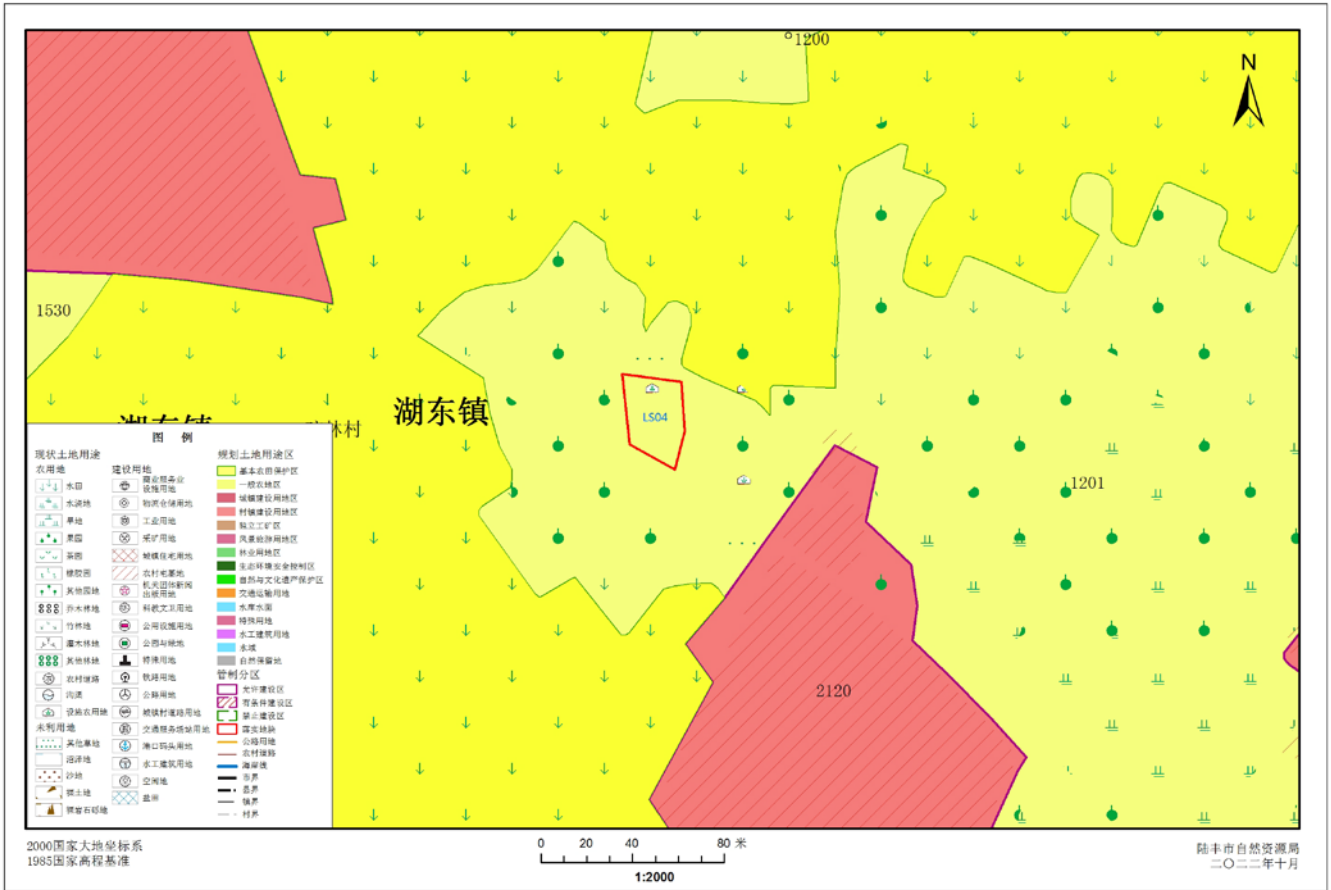 1200
N
1530
湖东镇
LS04
1201
2120
图 例
现状土地用途
农用地
水田
水浇地
旱地
果园
茶园
橡胶园
其他园地
乔木林地
竹林地
灌木林地
其他林地
农村道路
沟渠
设施农用地
未利用地
其他草地
沼泽地
沙地
裸土地
裸岩石砾地
建设用地
商业服务业
设施用地
物流仓储用地
工业用地
采矿用地
城镇住宅用地
农村宅基地
机关团体新闻
出版用地
科教文卫用地
公用设施用地
公园与绿地
特殊用地
铁路用地
公路用地
城镇村道路用地
交通服务场站用地
港口码头用地
水工建筑用地
空闲地
盐田
规划土地用途区
基本农田保护区
一般农地区
城镇建设用地区
村镇建设用地区
独立工矿区
风景旅游用地区
林业用地区
生态环境安全控制区
自然与文化遗产保护区
交通运输用地
水库水面
特殊用地
水工建筑用地
水域
自然保留地
管制分区
允许建设区
有条件建设区
禁止建设区
落实地块
公路用地
农村道路
海岸线
市界
县界
镇界
村界
2000国家大地坐标系
1985国家高程基准
0 20 40 80 米
1:2000
陆丰市自然资源局
二〇二二年十月